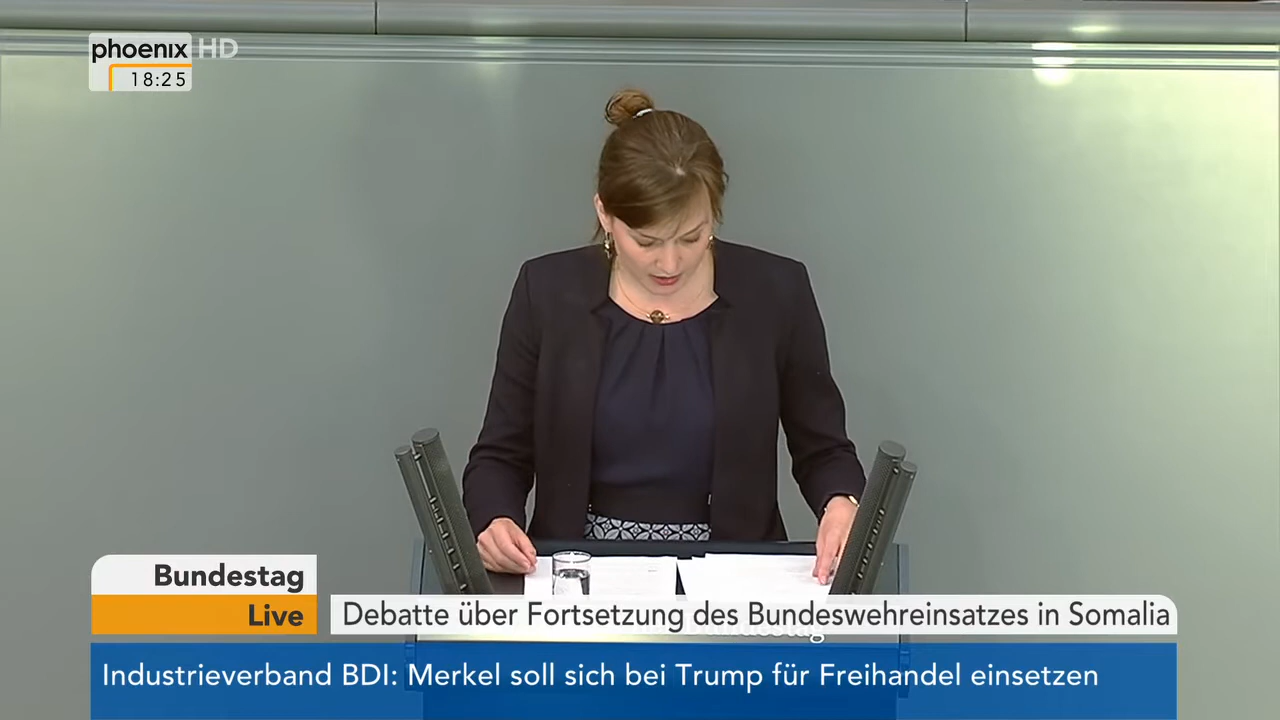 phoenix HD
18:25
Bundestag
Live
Debatte über Fortsetzung des Bundeswehreinsatzes in Somalia
Industrieverband BDI: Merkel soll sich bei Trump für Freihandel einsetzen